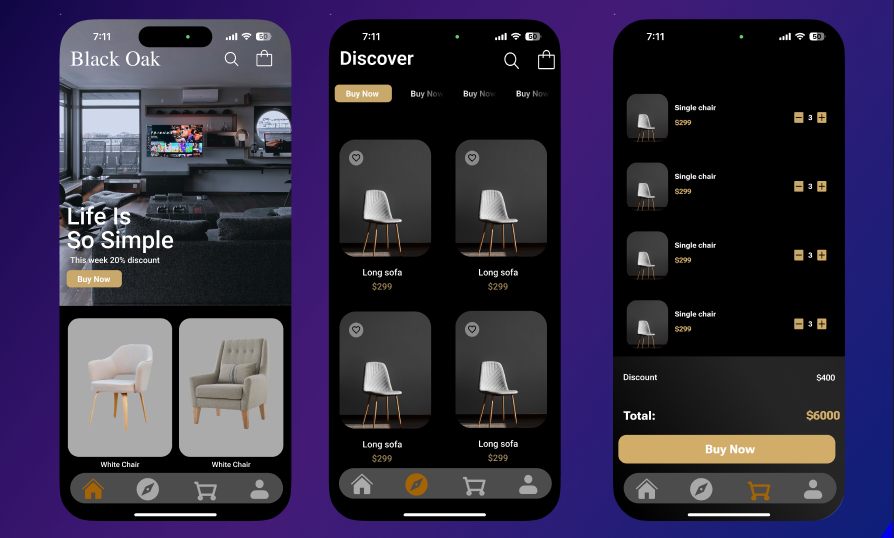 7:11
50
Black Oak
Life Is
So Simple
This week 20% discount
Buy Now
White Chair
White Chair
7:11
50
Discover
Buy Now
Buy Now
Buy Now
Buy Now
Long sofa
$299
Long sofa
$299
Long sofa
$299
Long sofa
$299
7:11
50
Single chair
$299
3
Single chair
$299
3
Single chair
$299
3
Single chair
$299
3
Discount
$400
Total:
$6000
Buy Now